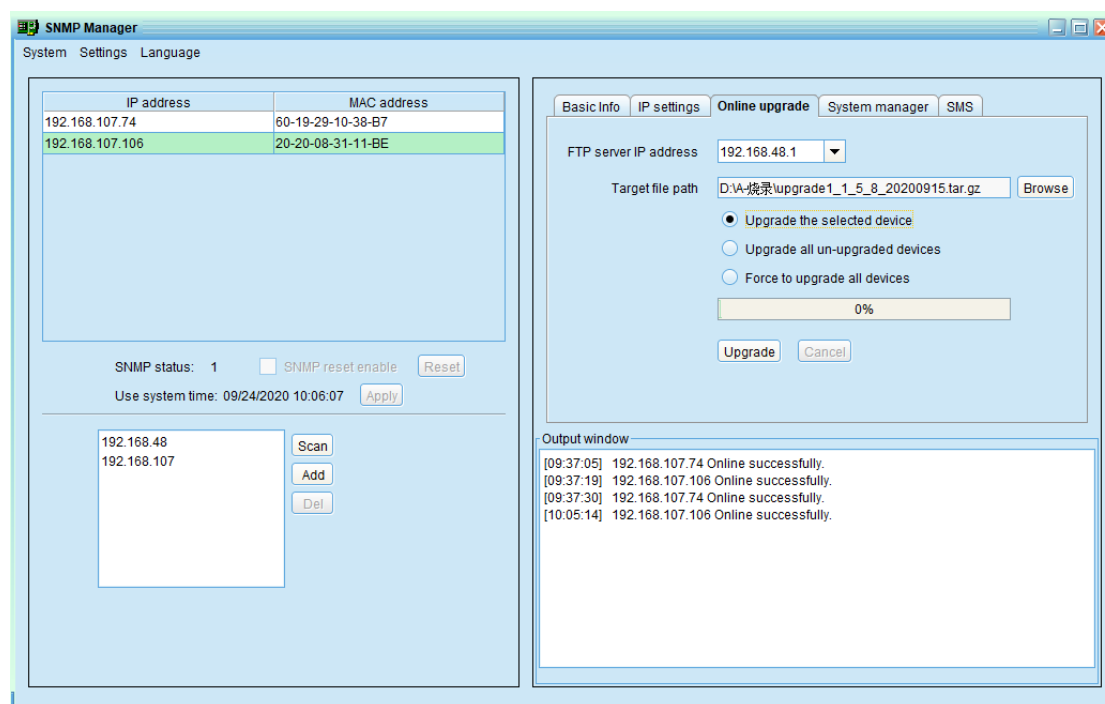 SNMP Manager
System Settings Language
IP address MAC address
192.168.107.74 60-19-29-10-38-B7
192.168.107.106 20-20-08-31-11-BE
SNMP status: 1 SNMP reset enable Reset
Use system time: 09/24/2020 10:06:07 Apply
192.168.48
192.168.107
Scan
Add
Del
Basic Info IP settings Online upgrade System manager SMS
FTP server IP address 192.168.48.1
Target file path D:\A-烧录\upgrade1_1_5_8_20200915.tar.gz Browse
Upgrade the selected device
Upgrade all un-upgraded devices
Force to upgrade all devices
0%
Upgrade Cancel
Output window
[09:37:05] 192.168.107.74 Online successfully.
[09:37:19] 192.168.107.106 Online successfully.
[09:37:30] 192.168.107.74 Online successfully.
[10:05:14] 192.168.107.106 Online successfully.